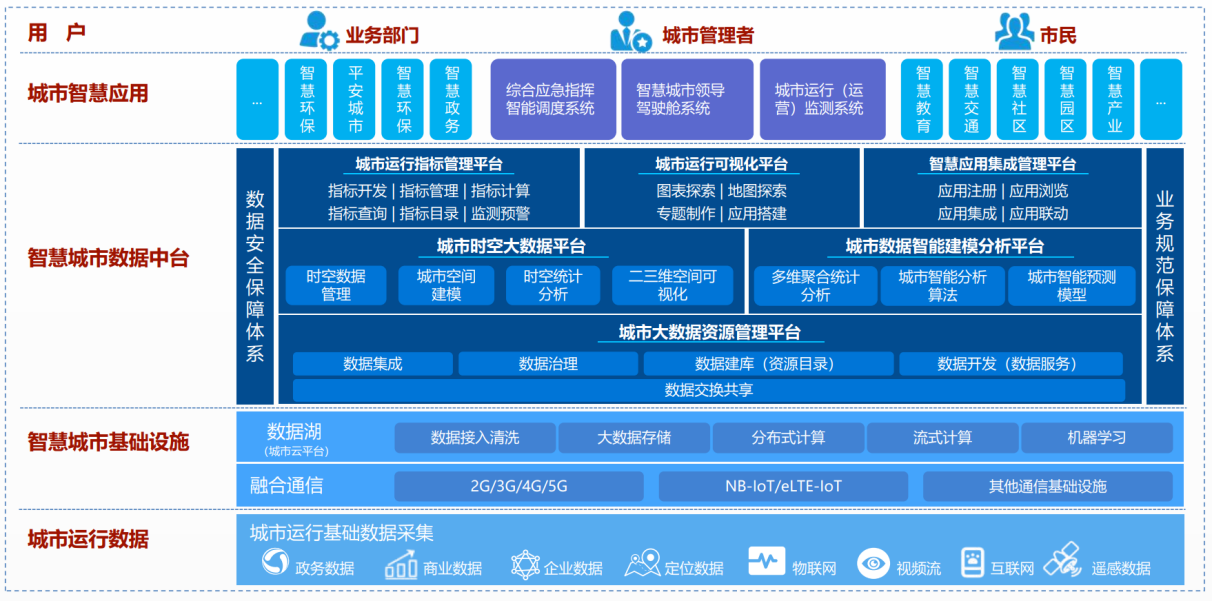 用 户
业务部门
城市管理者
市民
城市智慧应用
...
智慧环保
平安城市
智慧环保
智慧政务
综合应急指挥
智能调度系统
智慧城市领导
驾驶舱系统
城市运行（运
营）监测系统
智慧教育
智慧交通
智慧社区
智慧园区
智慧产业
...
智慧城市数据中台
数据安全保障体系
城市运行指标管理平台
指标开发 | 指标管理 | 指标计算
指标查询 | 指标目录 | 监测预警
城市运行可视化平台
图表探索 | 地图探索
专题制作 | 应用搭建
智慧应用集成管理平台
应用注册 | 应用浏览
应用集成 | 应用联动
业务规范保障体系
城市时空大数据平台
时空数据
管理
城市空间
建模
时空统计
分析
二三维空间可
视化
城市数据智能建模分析平台
多维聚合统计
分析
城市智能分析
算法
城市智能预测
模型
城市大数据资源管理平台
数据集成
数据治理
数据建库（资源目录）
数据开发（数据服务）
数据交换共享
智慧城市基础设施
数据湖
(城市云平台)
数据接入清洗
大数据存储
分布式计算
流式计算
机器学习
融合通信
2G/3G/4G/5G
NB-IoT/eLTE-IoT
其他通信基础设施
城市运行数据
城市运行基础数据采集
政务数据
商业数据
企业数据
定位数据
物联网
视频流
互联网
遥感数据